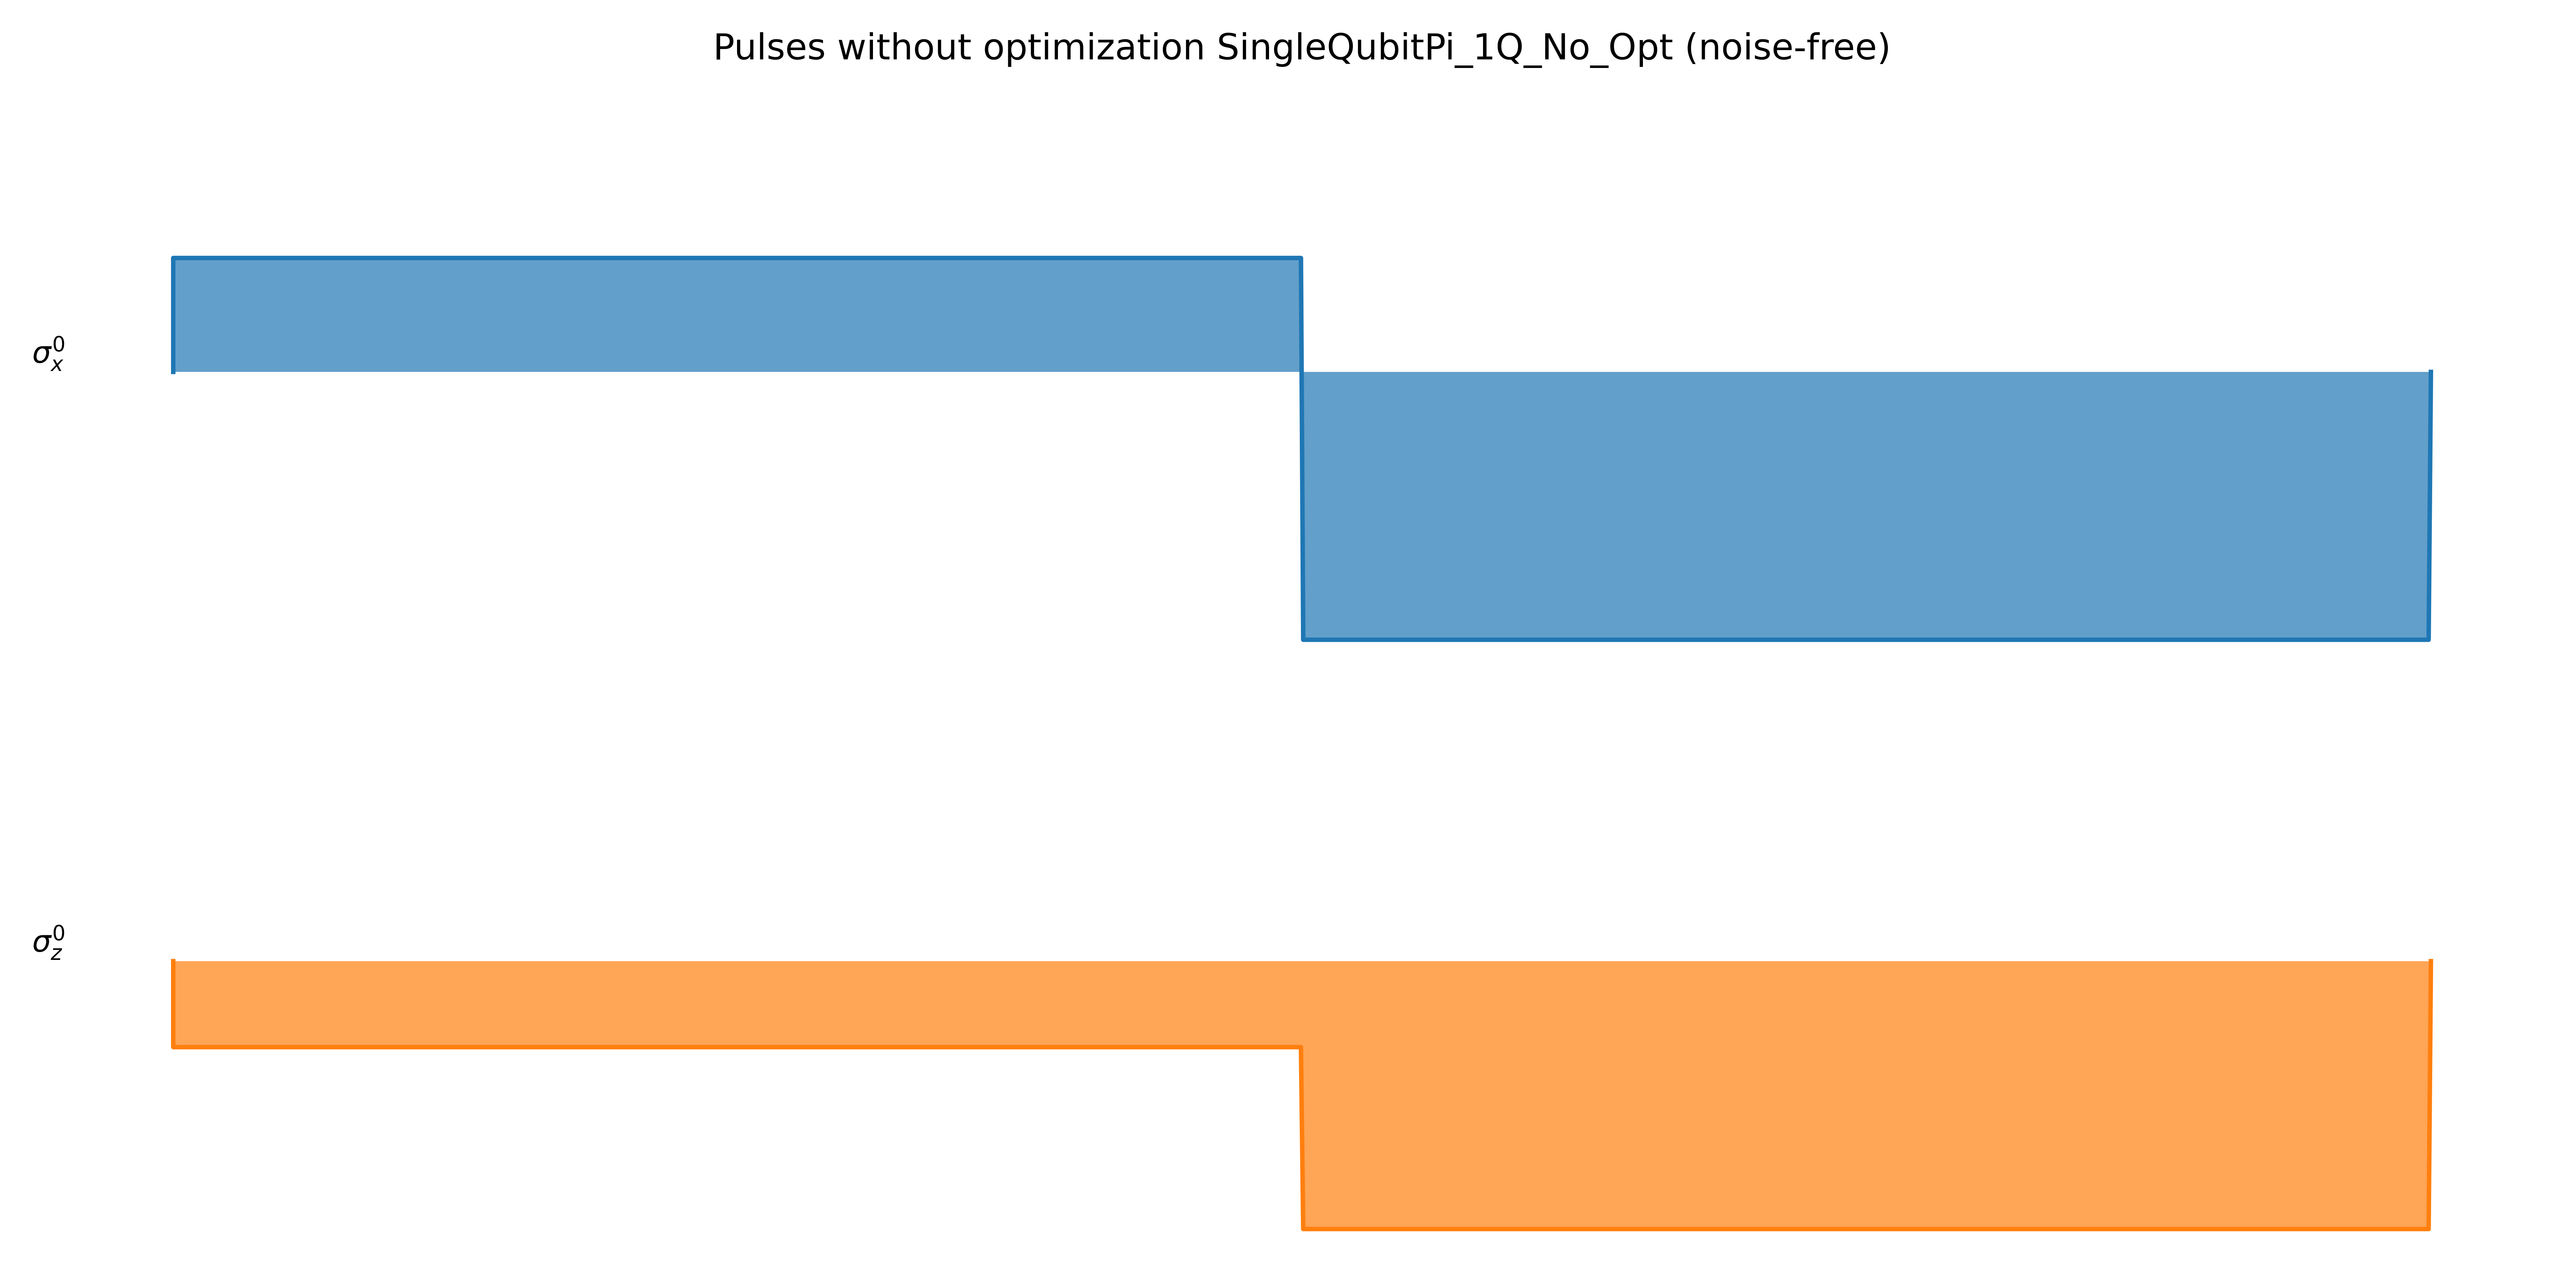 Pulses without optimization SingleQubitPi_1Q_No_Opt (noise-free)
σ_x^0
σ_z^0